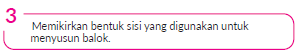 3
Memikirkan bentuk sisi yang digunakan untuk
menyusun balok.